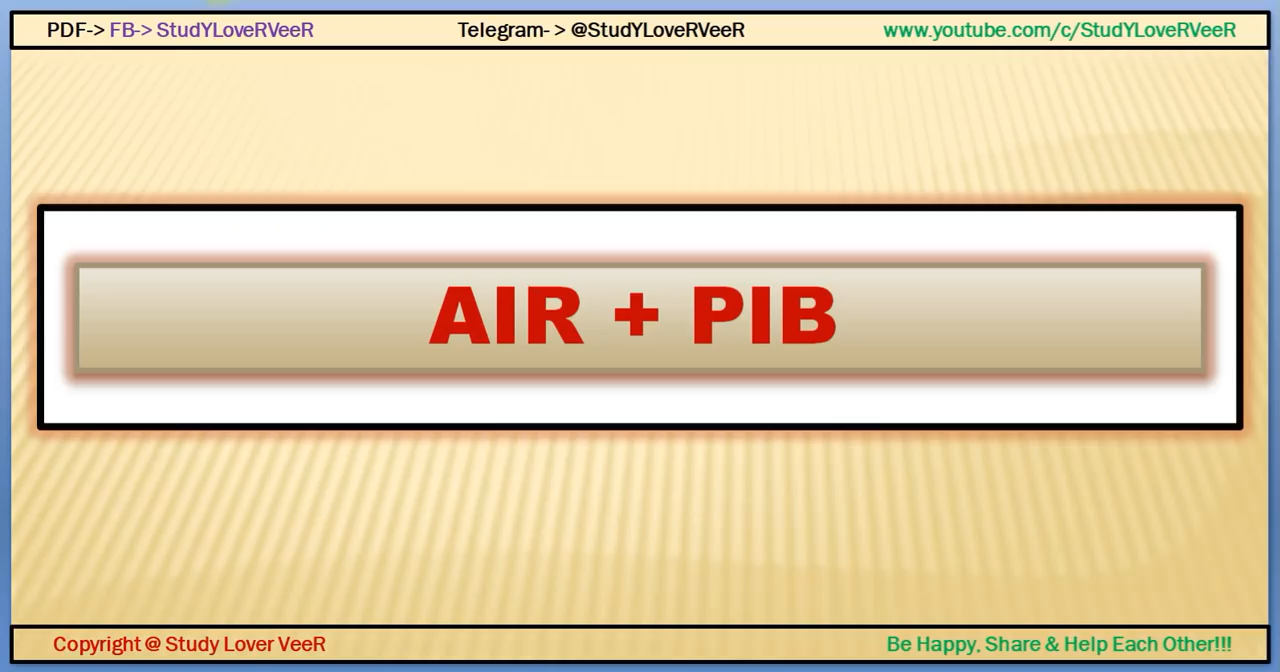 PDF-> FB-> StudYLoveRVeeR
Telegram- > @StudYLoveRVeeR
www.youtube.com/c/StudYLoveRVeeR
AIR + PIB
Copyright @ Study Lover VeeR
Be Happy, Share & Help Each Other!!!